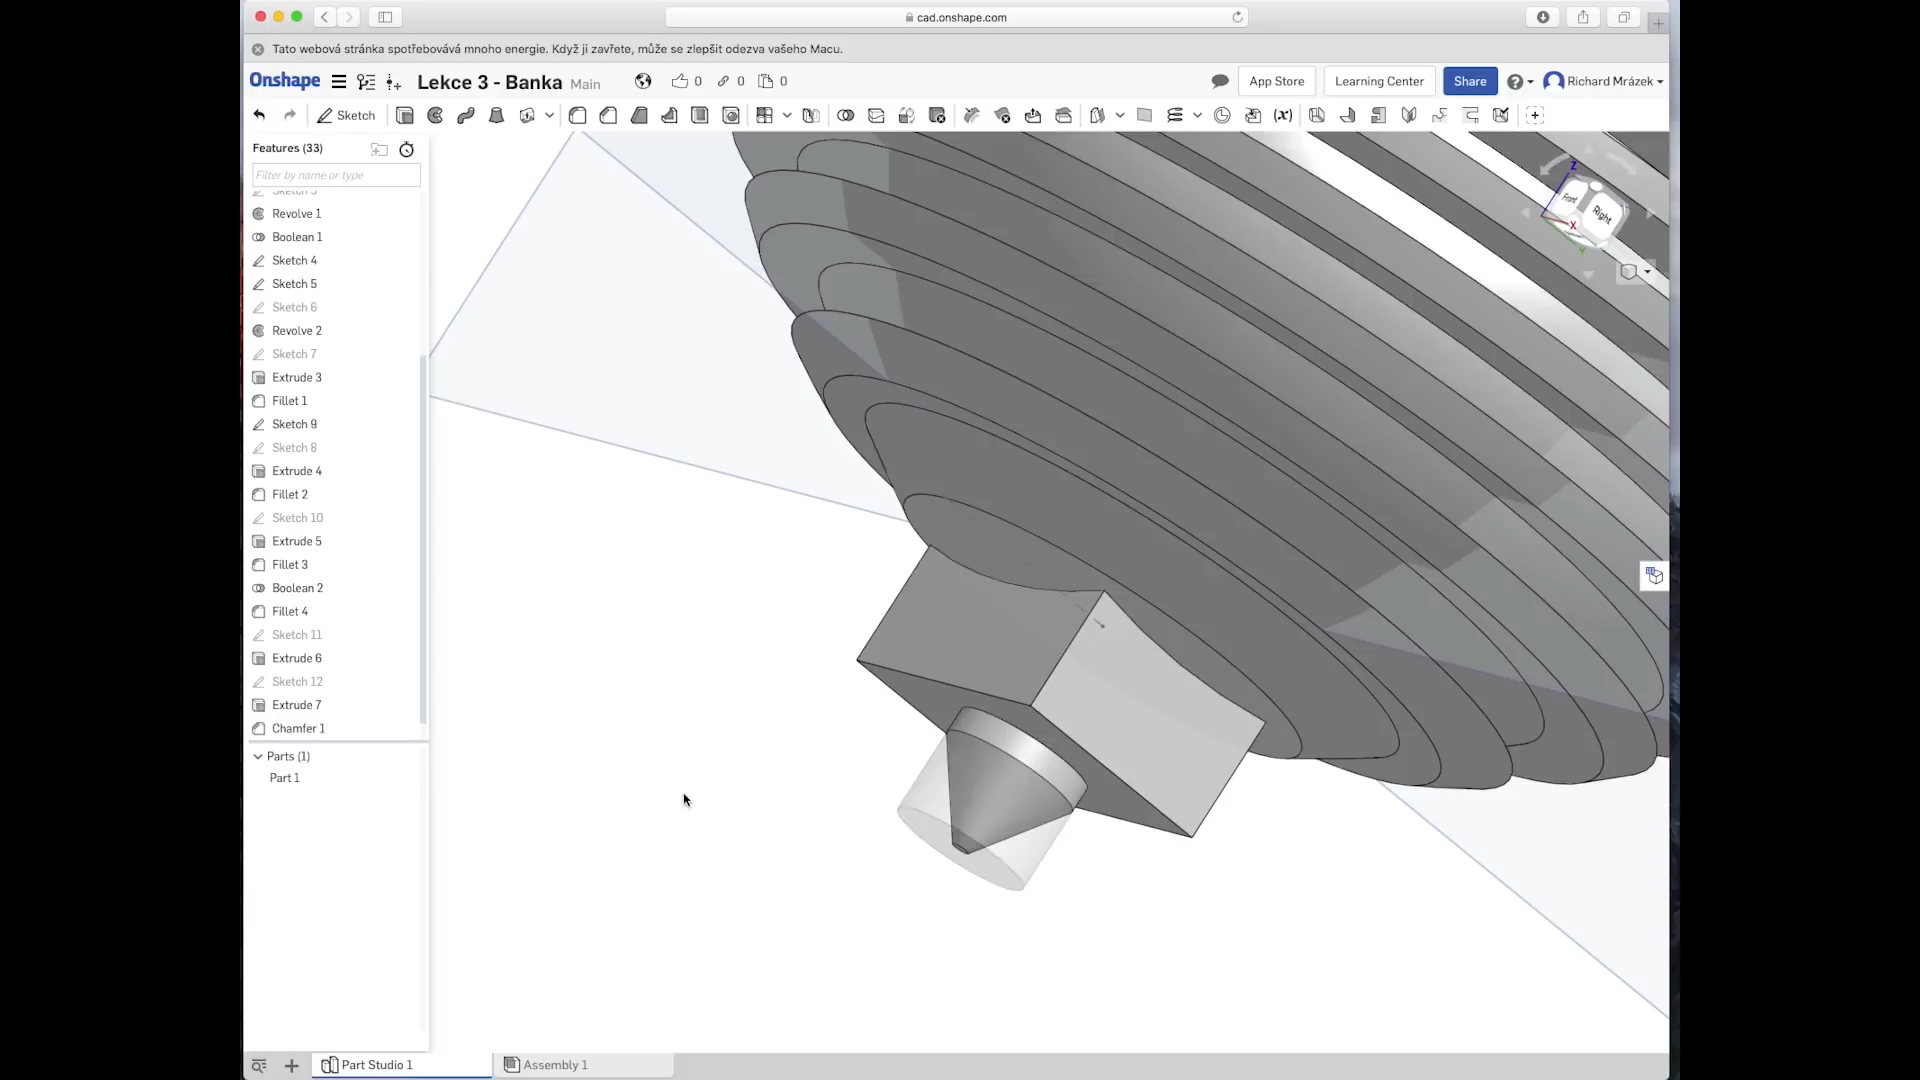 cad.onshape.com
Tato webová stránka spotřebovává mnoho energie. Když ji zavřete, může se zlepšit odezva vašeho Macu.
Onshape Lekce 3 - Banka Main 0 0 0 App Store Learning Center Share Richard Mrázek
Sketch (x)
Features (33)
Filter by name or type
Sketch 3
Revolve 1
Boolean 1
Sketch 4
Sketch 5
Sketch 6
Revolve 2
Sketch 7
Extrude 3
Fillet 1
Sketch 9
Sketch 8
Extrude 4
Fillet 2
Sketch 10
Extrude 5
Fillet 3
Boolean 2
Fillet 4
Sketch 11
Extrude 6
Sketch 12
Extrude 7
Chamfer 1
Parts (1)
Part 1
Z
Front
Right
X
Part Studio 1 Assembly 1